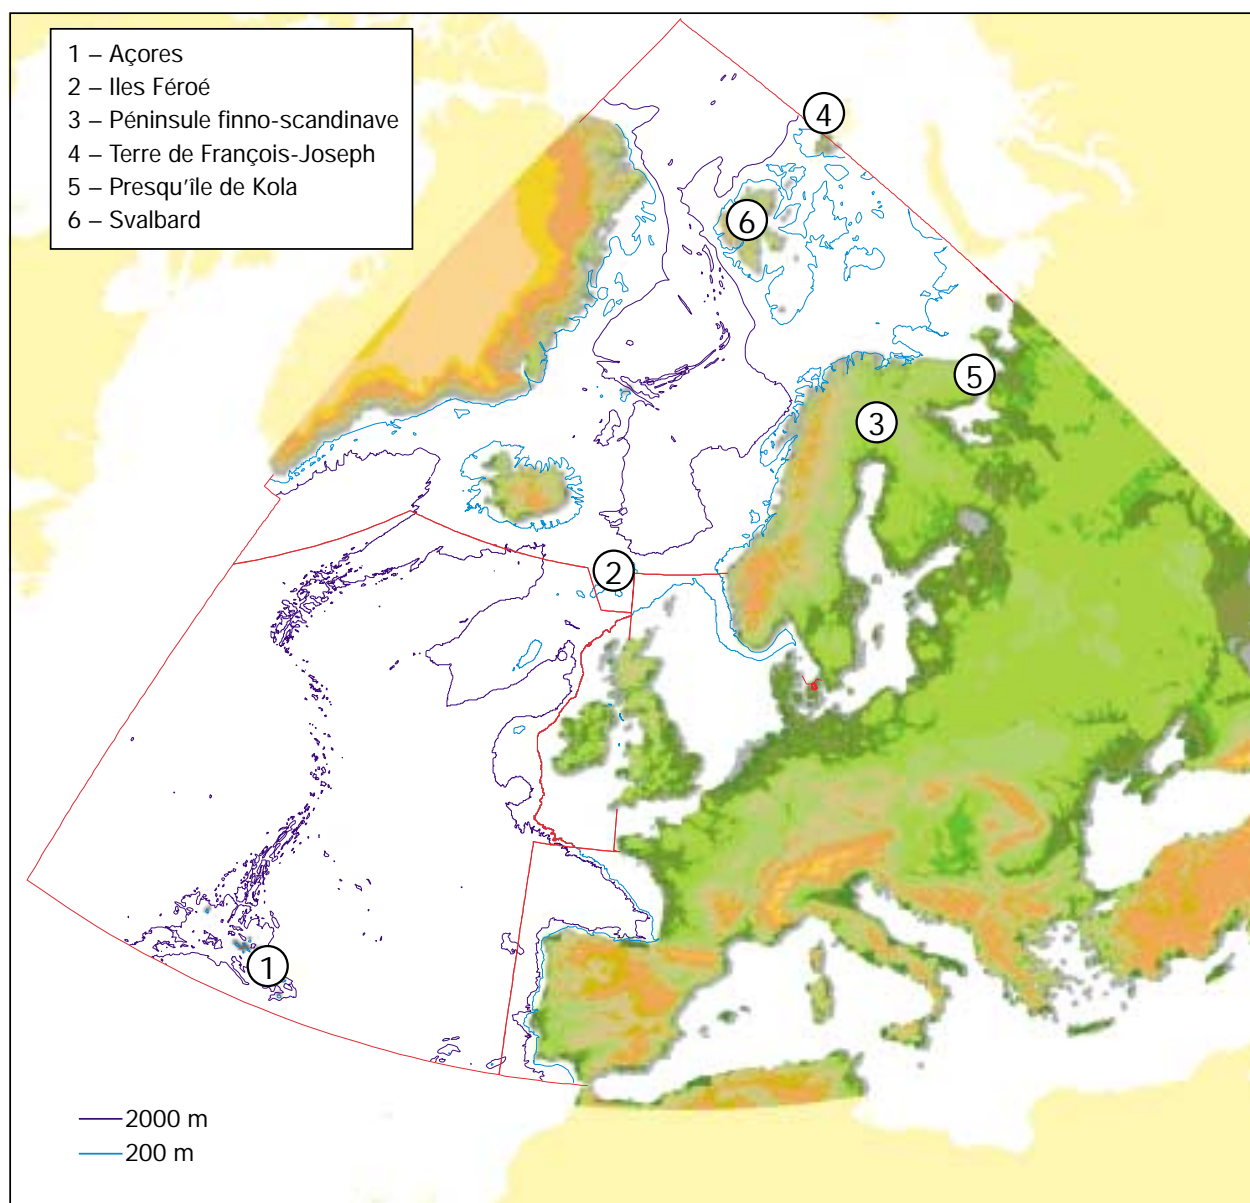 1 – Açores
2 – Iles Féroé
3 – Péninsule finno-scandinave
4 – Terre de François-Joseph
5 – Presqu'île de Kola
6 – Svalbard
4
6
5
3
2
1
2000 m
200 m